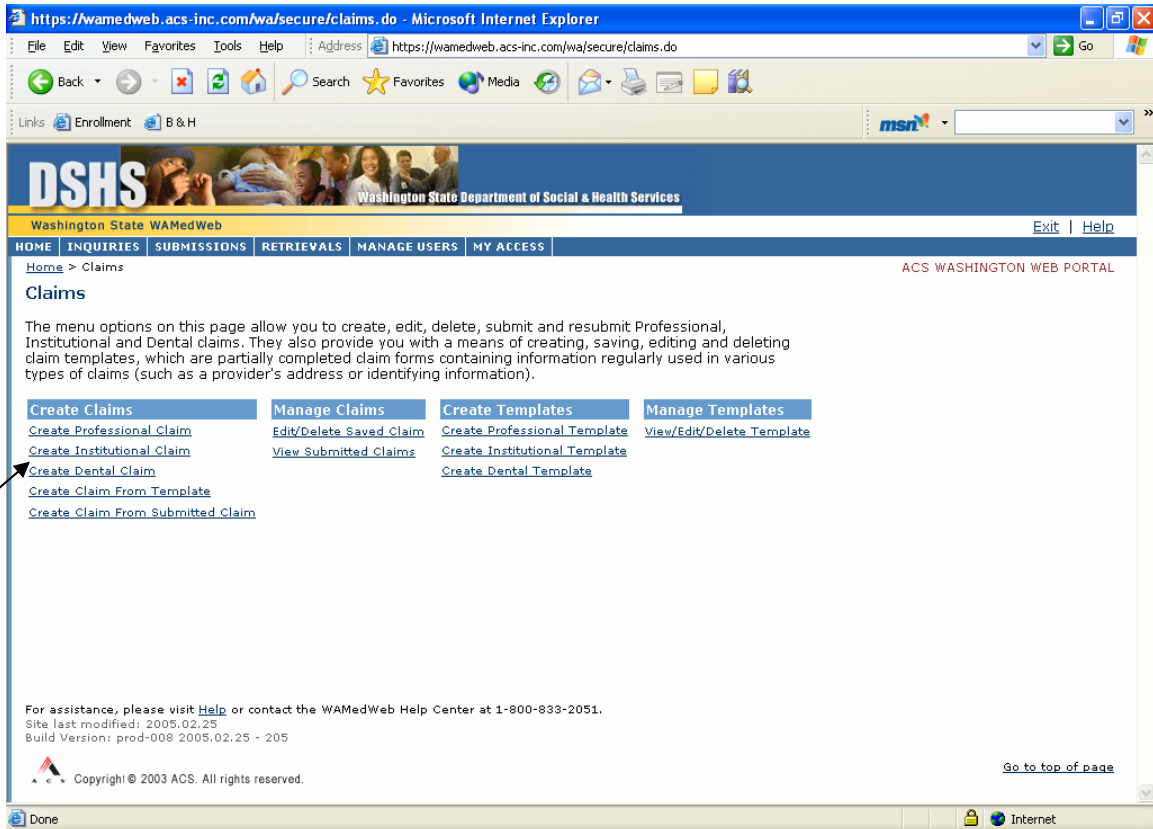 https://wamedweb.acs-inc.com/wa/secure/claims.do - Microsoft Internet Explorer
File Edit View Favorites Tools Help Address https://wamedweb.acs-inc.com/wa/secure/claims.do Go
Back Search Favorites Media
Links Enrollment B & H msn
DSHS Washington State Department of Social & Health Services
Washington State WAMedWeb Exit | Help
HOME INQUIRIES SUBMISSIONS RETRIEVALS MANAGE USERS MY ACCESS
Home > Claims ACS WASHINGTON WEB PORTAL
Claims
The menu options on this page allow you to create, edit, delete, submit and resubmit Professional,
Institutional and Dental claims. They also provide you with a means of creating, saving, editing and deleting
claim templates, which are partially completed claim forms containing information regularly used in various
types of claims (such as a provider's address or identifying information).
Create Claims Manage Claims Create Templates Manage Templates
Create Professional Claim Edit/Delete Saved Claim Create Professional Template View/Edit/Delete Template
Create Institutional Claim View Submitted Claims Create Institutional Template
Create Dental Claim Create Dental Template
Create Claim From Template
Create Claim From Submitted Claim
For assistance, please visit Help or contact the WAMedWeb Help Center at 1-800-833-2051.
Site last modified: 2005.02.25
Build Version: prod-008 2005.02.25 - 205
Go to top of page
A C S Copyright © 2003 ACS. All rights reserved.
Done Internet